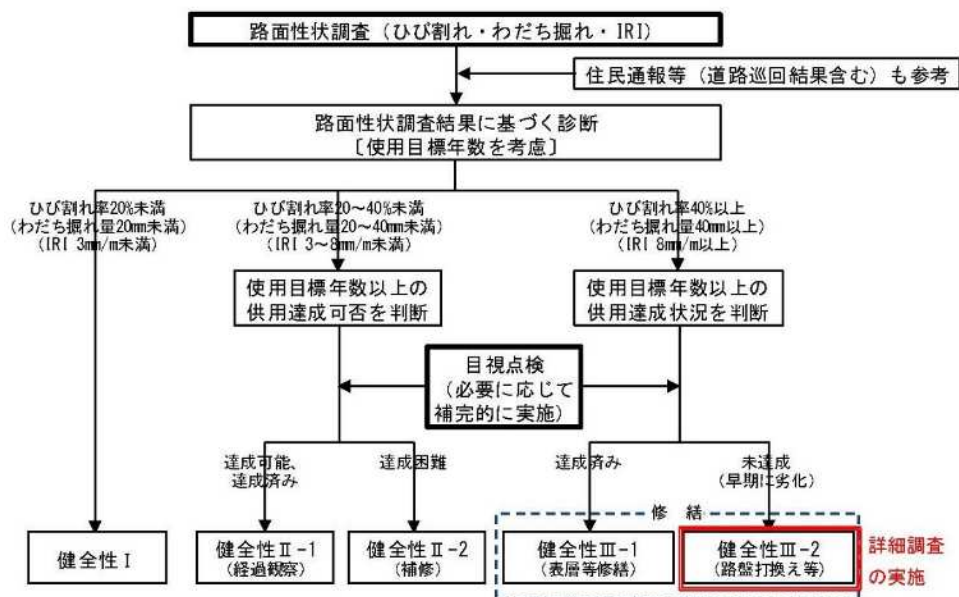 路面性状調査（ひび割れ・わだち掘れ・IRI）
住民通報等（道路巡回結果含む）も参考
路面性状調査結果に基づく診断
［使用目標年数を考慮］
ひび割れ率20%未満
（わだち掘れ量20mm未満）
（IRI 3mm/m未満）
ひび割れ率20～40%未満
（わだち掘れ量20～40mm未満）
（IRI 3～8mm/m未満）
ひび割れ率40%以上
（わだち掘れ量40mm以上）
（IRI 8mm/m以上）
使用目標年数以上の
供用達成可否を判断
使用目標年数以上の
供用達成状況を判断
目視点検
（必要に応じて
補完的に実施）
達成可能、
達成済み
達成困難
達成済み
未達成
（早期に劣化）
修 繕
健全性Ⅰ
健全性Ⅱ-1
（経過観察）
健全性Ⅱ-2
（補修）
健全性Ⅲ-1
（表層等修繕）
健全性Ⅲ-2
（路盤打換え等）
詳細調査
の実施